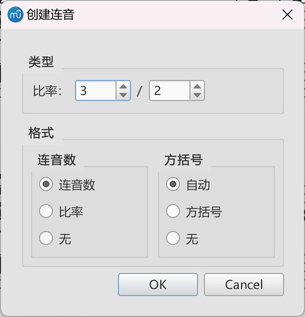 创建连音
类型
比率： 3 / 2
格式
连音数 方括号
连音数 自动
比率 方括号
无 无
OK Cancel